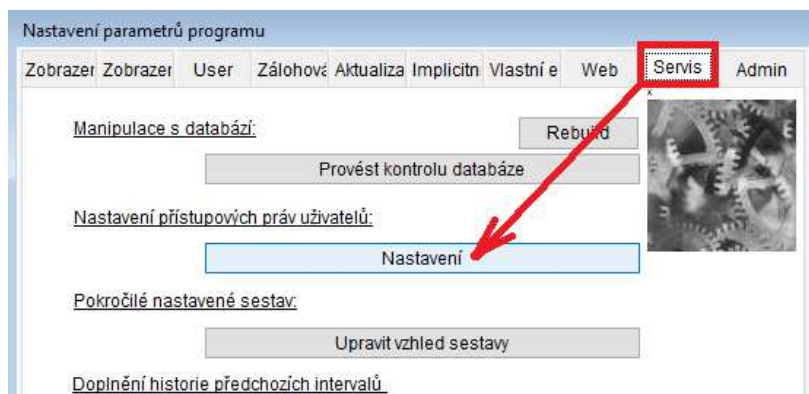 Nastavení parametrů programu
Zobrazer Zobrazer User Zálohová Aktualiza Implicitn Vlastní e Web Servis Admin
x
Manipulace s databází:
Rebuild
Provést kontrolu databáze
Nastavení přístupových práv uživatelů:
Nastavení
Pokročilé nastavené sestav:
Upravit vzhled sestavy
Doplnění historie předchozích intervalů